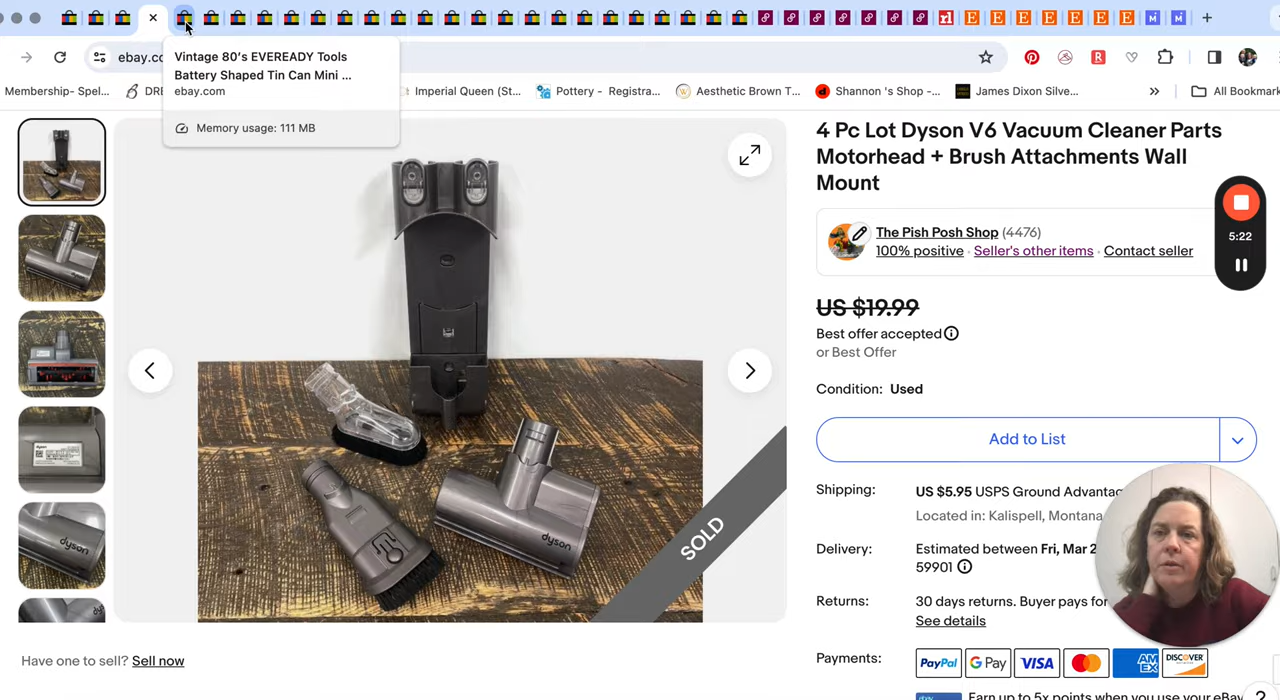 ebay.co
Vintage 80's EVEREADY Tools
Battery Shaped Tin Can Mini ...
ebay.com
Memory usage: 111 MB
Membership- Spel...
DRE
Imperial Queen (St...
Pottery - Registra...
Aesthetic Brown T...
Shannon 's Shop -...
James Dixon Silve...
»
All Bookmark
4 Pc Lot Dyson V6 Vacuum Cleaner Parts
Motorhead + Brush Attachments Wall
Mount
The Pish Posh Shop (4476)
100% positive · Seller's other items · Contact seller
5:22
US $19.99
Best offer accepted
or Best Offer
Condition: Used
Add to List
Shipping: US $5.95 USPS Ground Advantag
Located in: Kalispell, Montana
Delivery: Estimated between Fri, Mar 2
59901
Returns: 30 days returns. Buyer pays for
See details
Payments: PayPal G Pay VISA AM EX DISCOVER
Earn up to 5x points when you use your eBay
SOLD
dyson
dyson
Have one to sell? Sell now